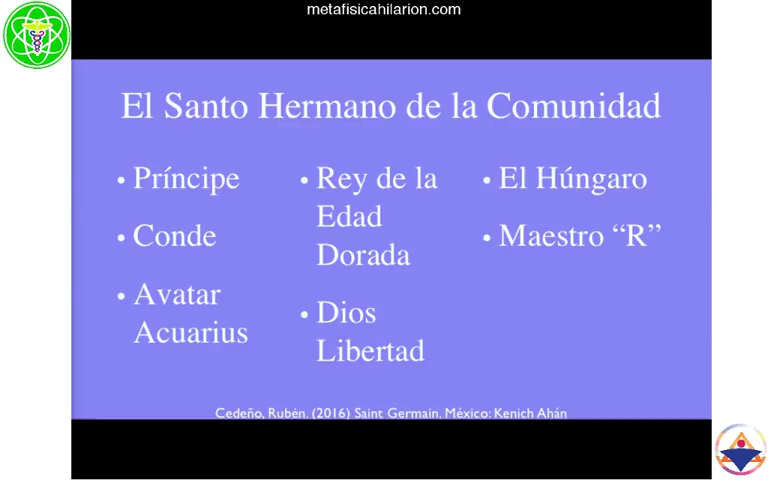 metafisicahilarion.com
El Santo Hermano de la Comunidad
• Príncipe
• Conde
• Avatar
Acuarius
• Rey de la
Edad
Dorada
• Dios
Libertad
• El Húngaro
• Maestro “R”
Cedeño, Rubén. (2016) Saint Germain, México: Kenich Ahán